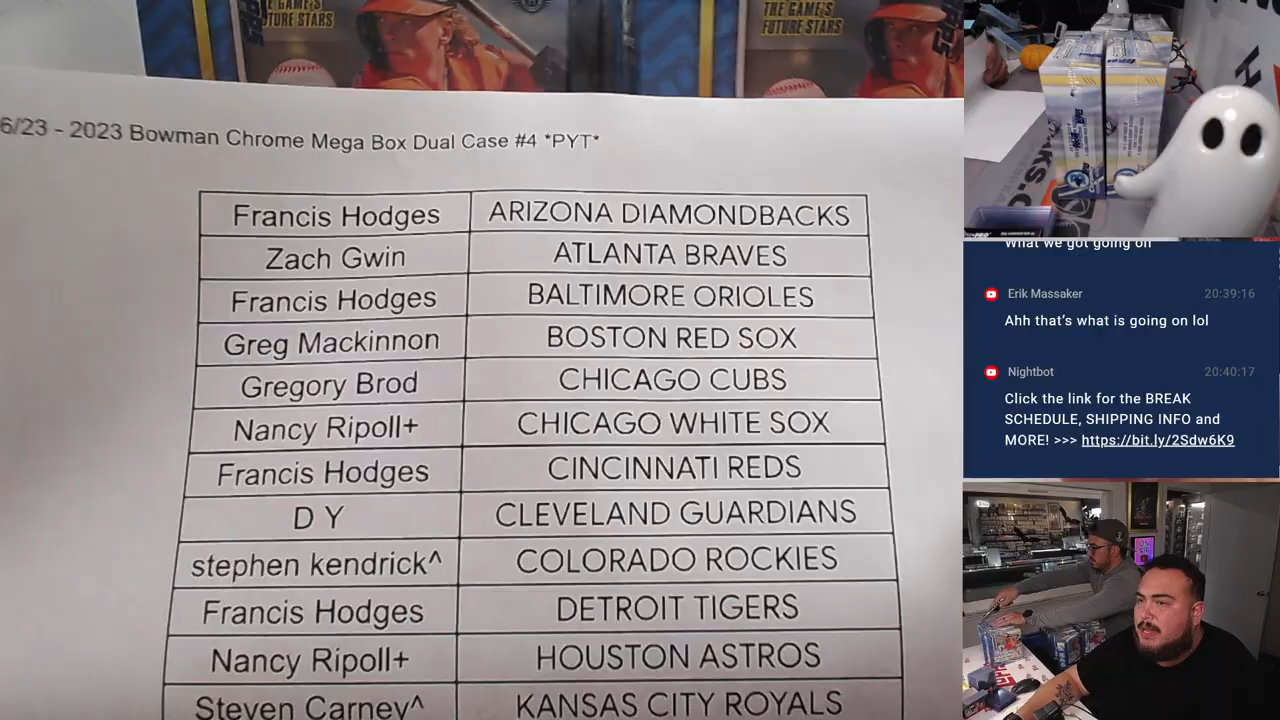 E GAME'S
FUTURE STARS
THE GAME'S
FUTURE STARS
6/23 - 2023 Bowman Chrome Mega Box Dual Case #4 *PYT*
Francis Hodges ARIZONA DIAMONDBACKS
Zach Gwin ATLANTA BRAVES
Francis Hodges BALTIMORE ORIOLES
Greg Mackinnon BOSTON RED SOX
Gregory Brod CHICAGO CUBS
Nancy Ripoll+ CHICAGO WHITE SOX
Francis Hodges CINCINNATI REDS
D Y CLEVELAND GUARDIANS
stephen kendrick^ COLORADO ROCKIES
Francis Hodges DETROIT TIGERS
Nancy Ripoll+ HOUSTON ASTROS
Steven Carney^ KANSAS CITY ROYALS
What we got going on
Erik Massaker 20:39:16
Ahh that's what is going on lol
Nightbot 20:40:17
Click the link for the BREAK
SCHEDULE, SHIPPING INFO and
MORE! >>> https://bit.ly/2Sdw6K9